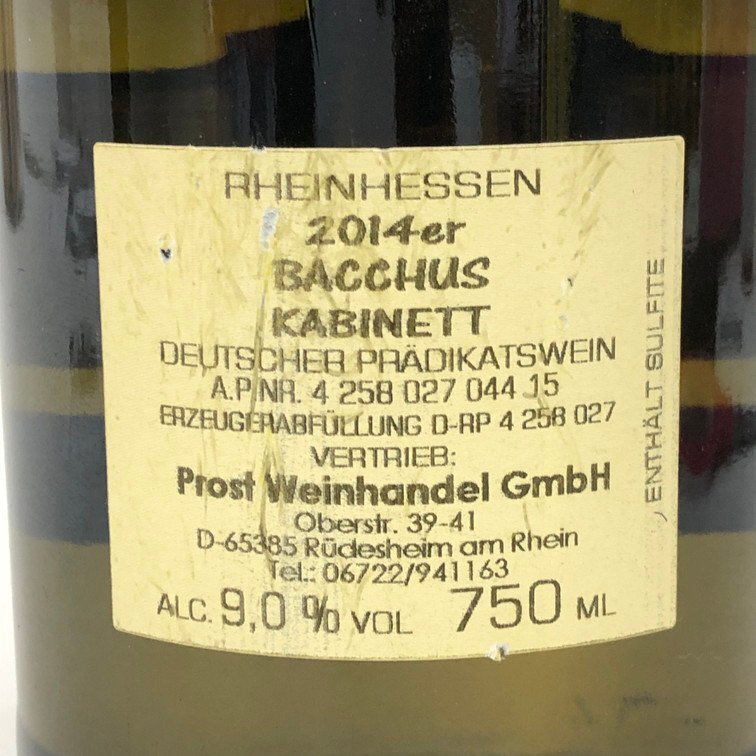 RHEINHESSEN
2014er
BACCHUS
KABINETT
DEUTSCHER PRÄDIKATSWEIN
A.P.NR. 4 258 027 044 15
ERZEUGERABFÜLLUNG D-RP 4 258 027
VERTRIEB:
Prost Weinhandel GmbH
Oberstr. 39-41
D-65385 Rüdesheim am Rhein
Tel.: 06722/941163
ALC. 9,0 % VOL 750 ML
ENTHÄLT SULFITE